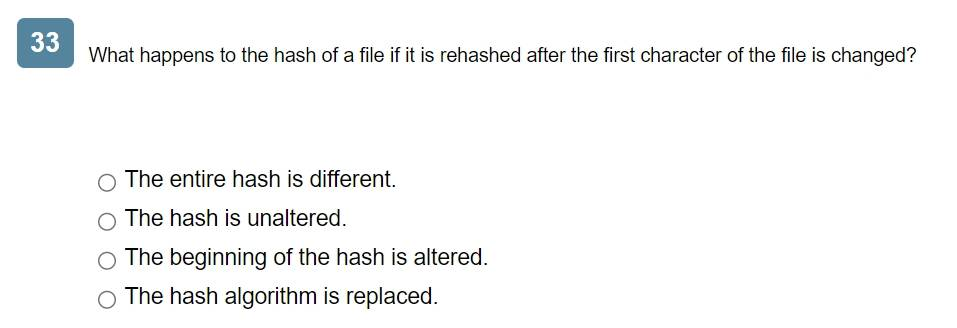 33
What happens to the hash of a file if it is rehashed after the first character of the file is changed?
The entire hash is different.
The hash is unaltered.
The beginning of the hash is altered.
The hash algorithm is replaced.